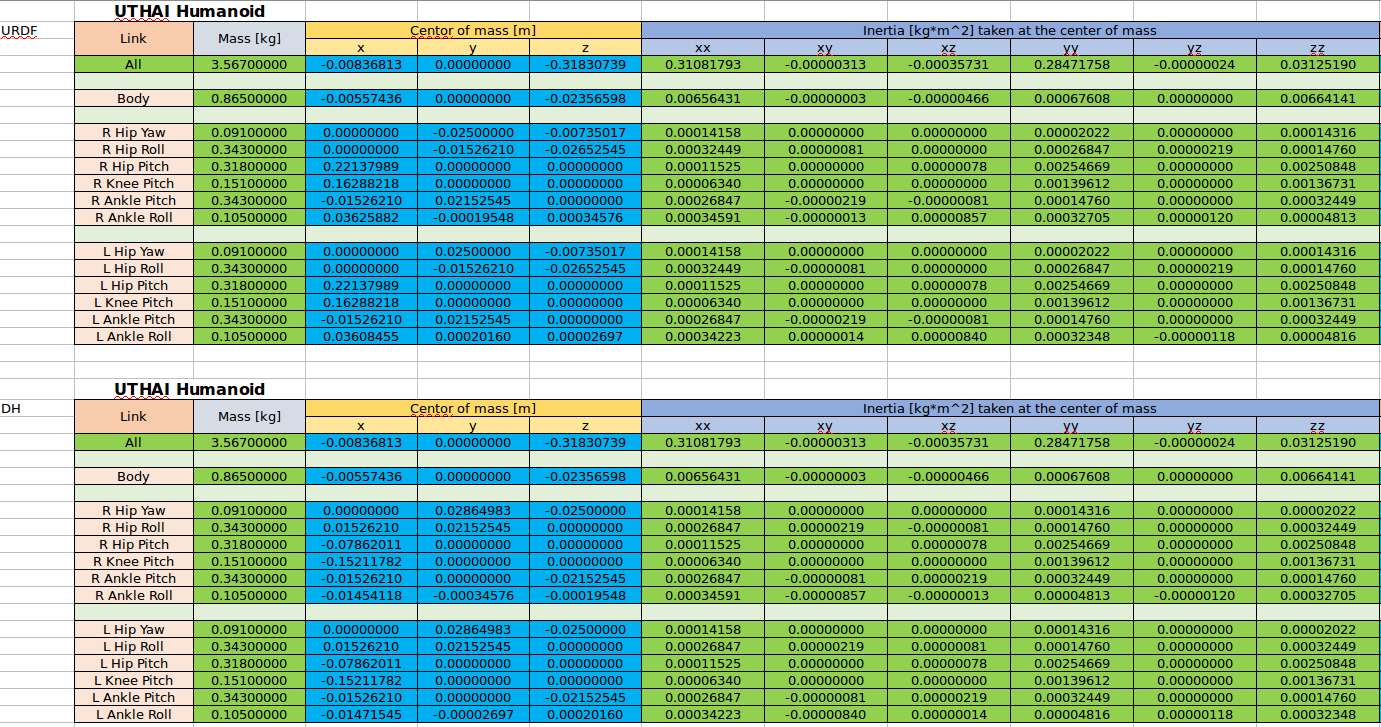 UTHAI Humanoid
URDF Link Mass [kg] Centor of mass [m] Inertia [kg*m^2] taken at the center of mass
x y z xx xy xz yy yz zz
All 3.56700000 -0.00836813 0.00000000 -0.31830739 0.31081793 -0.00000313 -0.00035731 0.28471758 -0.00000024 0.03125190
Body 0.86500000 -0.00557436 0.00000000 -0.02356598 0.00656431 -0.00000003 -0.00000466 0.00067608 0.00000000 0.00664141
R Hip Yaw 0.09100000 0.00000000 -0.02500000 -0.00735017 0.00014158 0.00000000 0.00000000 0.00002022 0.00000000 0.00014316
R Hip Roll 0.34300000 0.00000000 -0.01526210 -0.02652545 0.00032449 0.00000081 0.00000000 0.00026847 0.00000219 0.00014760
R Hip Pitch 0.31800000 0.22137989 0.00000000 0.00000000 0.00011525 0.00000000 0.00000078 0.00254669 0.00000000 0.00250848
R Knee Pitch 0.15100000 0.16288218 0.00000000 0.00000000 0.00006340 0.00000000 0.00000000 0.00139612 0.00000000 0.00136731
R Ankle Pitch 0.34300000 -0.01526210 0.02152545 0.00000000 0.00026847 -0.00000219 -0.00000081 0.00014760 0.00000000 0.00032449
R Ankle Roll 0.10500000 0.03625882 -0.00019548 0.00034576 0.00034591 -0.00000013 0.00000857 0.00032705 0.00000120 0.00004813
L Hip Yaw 0.09100000 0.00000000 0.02500000 -0.00735017 0.00014158 0.00000000 0.00000000 0.00002022 0.00000000 0.00014316
L Hip Roll 0.34300000 0.00000000 -0.01526210 -0.02652545 0.00032449 -0.00000081 0.00000000 0.00026847 0.00000219 0.00014760
L Hip Pitch 0.31800000 0.22137989 0.00000000 0.00000000 0.00011525 0.00000000 0.00000078 0.00254669 0.00000000 0.00250848
L Knee Pitch 0.15100000 0.16288218 0.00000000 0.00000000 0.00006340 0.00000000 0.00000000 0.00139612 0.00000000 0.00136731
L Ankle Pitch 0.34300000 -0.01526210 0.02152545 0.00000000 0.00026847 -0.00000219 -0.00000081 0.00014760 0.00000000 0.00032449
L Ankle Roll 0.10500000 0.03608455 0.00020160 0.00002697 0.00034223 0.00000014 0.00000840 0.00032348 -0.00000118 0.00004816
UTHAI Humanoid
DH Link Mass [kg] Centor of mass [m] Inertia [kg*m^2] taken at the center of mass
x y z xx xy xz yy yz zz
All 3.56700000 -0.00836813 0.00000000 -0.31830739 0.31081793 -0.00000313 -0.00035731 0.28471758 -0.00000024 0.03125190
Body 0.86500000 -0.00557436 0.00000000 -0.02356598 0.00656431 -0.00000003 -0.00000466 0.00067608 0.00000000 0.00664141
R Hip Yaw 0.09100000 0.00000000 0.02864983 -0.02500000 0.00014158 0.00000000 0.00000000 0.00014316 0.00000000 0.00002022
R Hip Roll 0.34300000 0.01526210 0.02152545 0.00000000 0.00026847 0.00000219 -0.00000081 0.00014760 0.00000000 0.00032449
R Hip Pitch 0.31800000 -0.07862011 0.00000000 0.00000000 0.00011525 0.00000000 0.00000078 0.00254669 0.00000000 0.00250848
R Knee Pitch 0.15100000 -0.15211782 0.00000000 0.00000000 0.00006340 0.00000000 0.00000000 0.00139612 0.00000000 0.00136731
R Ankle Pitch 0.34300000 -0.01526210 0.00000000 -0.02152545 0.00026847 -0.00000081 0.00000219 0.00032449 0.00000000 0.00014760
R Ankle Roll 0.10500000 -0.01454118 -0.00034576 -0.00019548 0.00034591 -0.00000857 -0.00000013 0.00004813 -0.00000120 0.00032705
L Hip Yaw 0.09100000 0.00000000 0.02864983 -0.02500000 0.00014158 0.00000000 0.00000000 0.00014316 0.00000000 0.00002022
L Hip Roll 0.34300000 0.01526210 0.02152545 0.00000000 0.00026847 0.00000219 0.00000081 0.00014760 0.00000000 0.00032449
L Hip Pitch 0.31800000 -0.07862011 0.00000000 0.00000000 0.00011525 0.00000000 0.00000078 0.00254669 0.00000000 0.00250848
L Knee Pitch 0.15100000 -0.15211782 0.00000000 0.00000000 0.00006340 0.00000000 0.00000000 0.00139612 0.00000000 0.00136731
L Ankle Pitch 0.34300000 -0.01526210 0.00000000 -0.02152545 0.00026847 -0.00000081 0.00000219 0.00032449 0.00000000 0.00014760
L Ankle Roll 0.10500000 -0.01471545 -0.00002697 0.00020160 0.00034223 -0.00000840 0.00000014 0.00004816 0.00000118 0.00032348